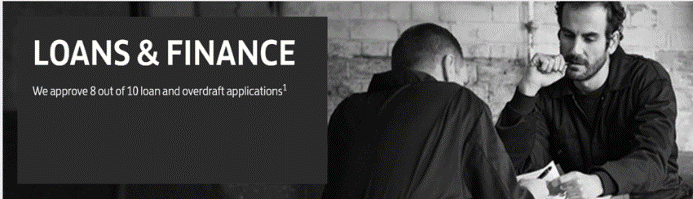 LOANS & FINANCE
We approve 8 out of 10 loan and overdraft applications¹